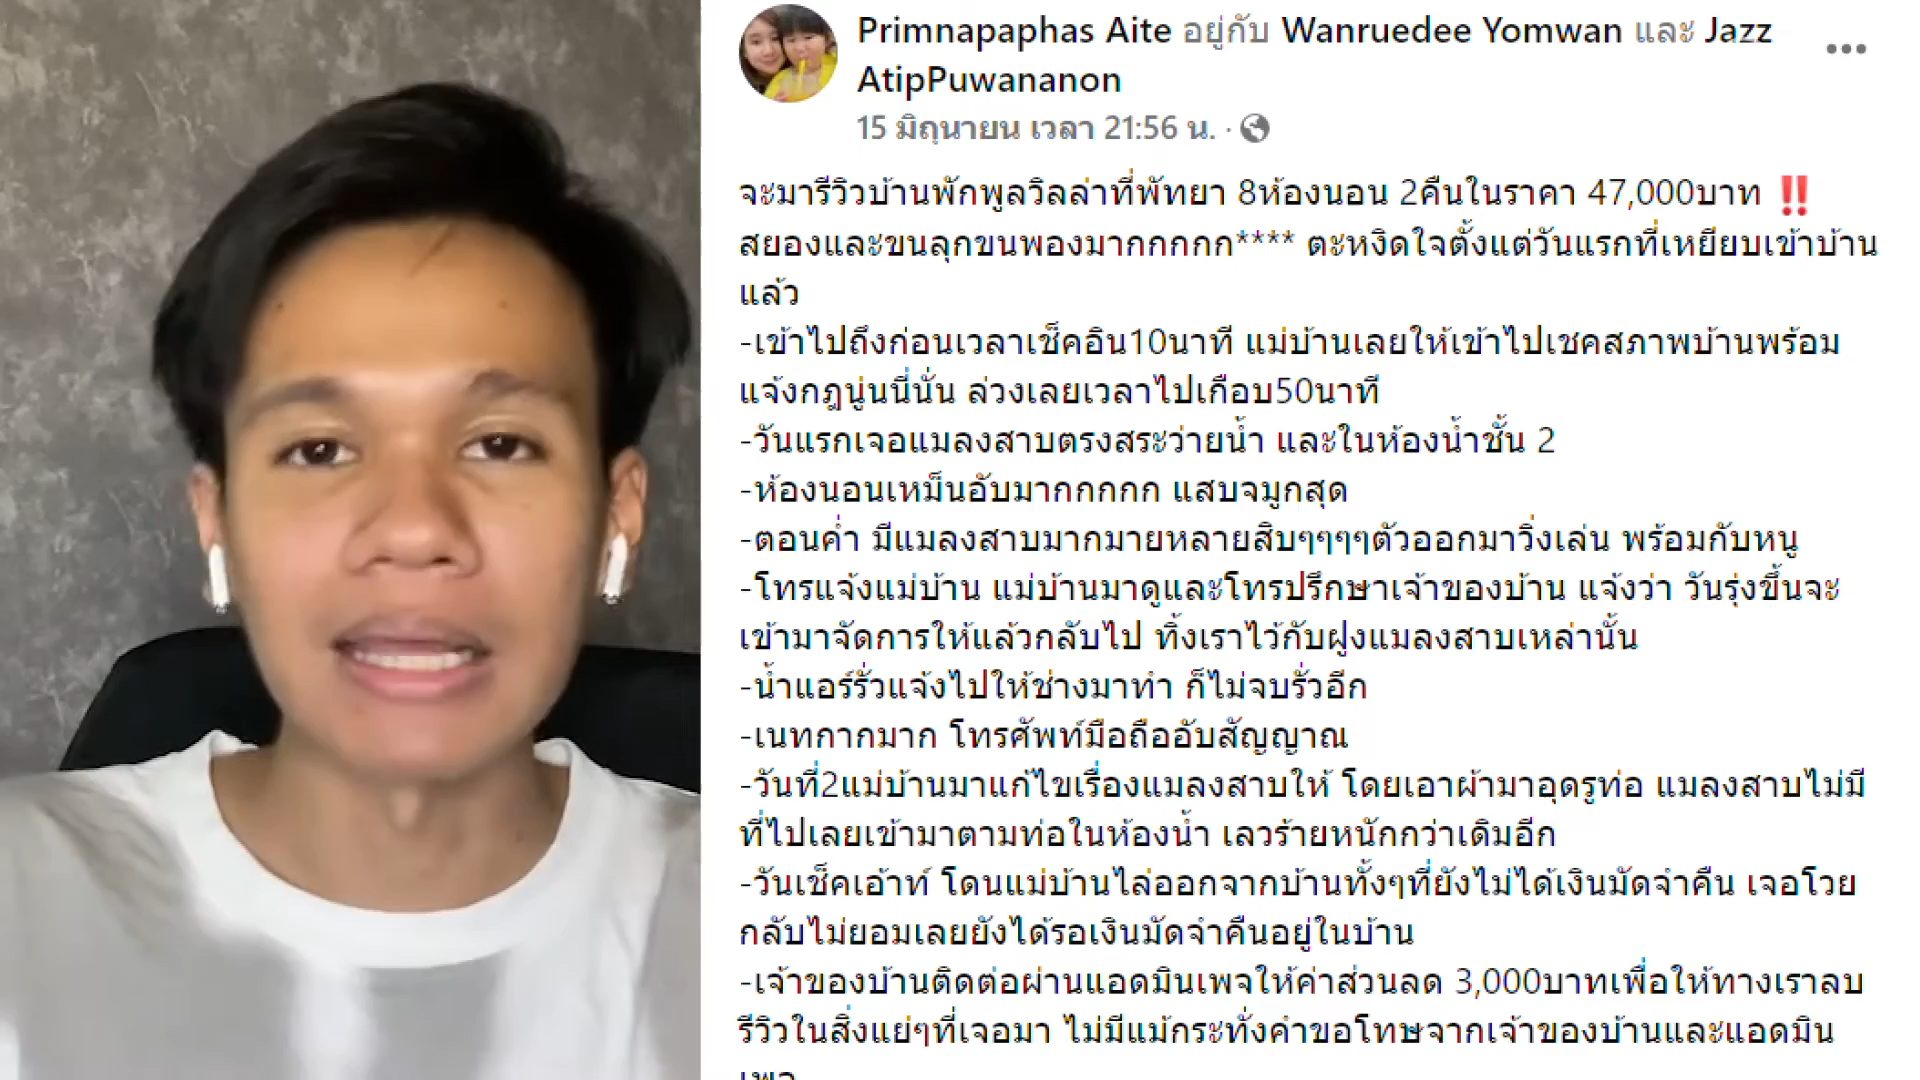 Primnapaphas Aite อยู่กับ Wanruedee Yomwan และ Jazz
AtipPuwananon
15 มิถุนายน เวลา 21:56 น. ·
จะมารีวิวบ้านพักพูลวิลล่าที่พัทยา 8ห้องนอน 2คืนในราคา 47,000บาท ‼️
สยองและขนลุกขนพองมากกกกก**** ตะหงิดใจตั้งแต่วันแรกที่เหยียบเข้าบ้าน
แล้ว
-เข้าไปถึงก่อนเวลาเช็คอิน10นาที แม่บ้านเลยให้เข้าไปเชคสภาพบ้านพร้อม
แจ้งกฎนู่นนี่นั่น ล่วงเลยเวลาไปเกือบ50นาที
-วันแรกเจอแมลงสาบตรงสระว่ายน้ำ และในห้องน้ำชั้น 2
-ห้องนอนเหม็นอับมากกกกก แสบจมูกสุด
-ตอนค่ำ มีแมลงสาบมากมายหลายสิบๆๆๆๆตัวออกมาวิ่งเล่น พร้อมกับหนู
-โทรแจ้งแม่บ้าน แม่บ้านมาดูและโทรปรึกษาเจ้าของบ้าน แจ้งว่า วันรุ่งขึ้นจะ
เข้ามาจัดการให้แล้วกลับไป ทิ้งเราไว้กับฝูงแมลงสาบเหล่านั้น
-น้ำแอร์รั่วแจ้งไปให้ช่างมาทำ ก็ไม่จบรั่วอีก
-เนทกากมาก โทรศัพท์มือถืออับสัญญาณ
-วันที่2แม่บ้านมาแก้ไขเรื่องแมลงสาบให้ โดยเอาผ้ามาอุดรูท่อ แมลงสาบไม่มี
ที่ไปเลยเข้ามาตามท่อในห้องน้ำ เลวร้ายหนักกว่าเดิมอีก
-วันเช็คเอ้าท์ โดนแม่บ้านไล่ออกจากบ้านทั้งๆที่ยังไม่ได้เงินมัดจำคืน เจอโวย
กลับไม่ยอมเลยยังได้รอเงินมัดจำคืนอยู่ในบ้าน
-เจ้าของบ้านติดต่อผ่านแอดมินเพจให้ค่าส่วนลด 3,000บาทเพื่อให้ทางเราลบ
รีวิวในสิ่งแย่ๆที่เจอมา ไม่มีแม้กระทั่งคำขอโทษจากเจ้าของบ้านและแอดมิน